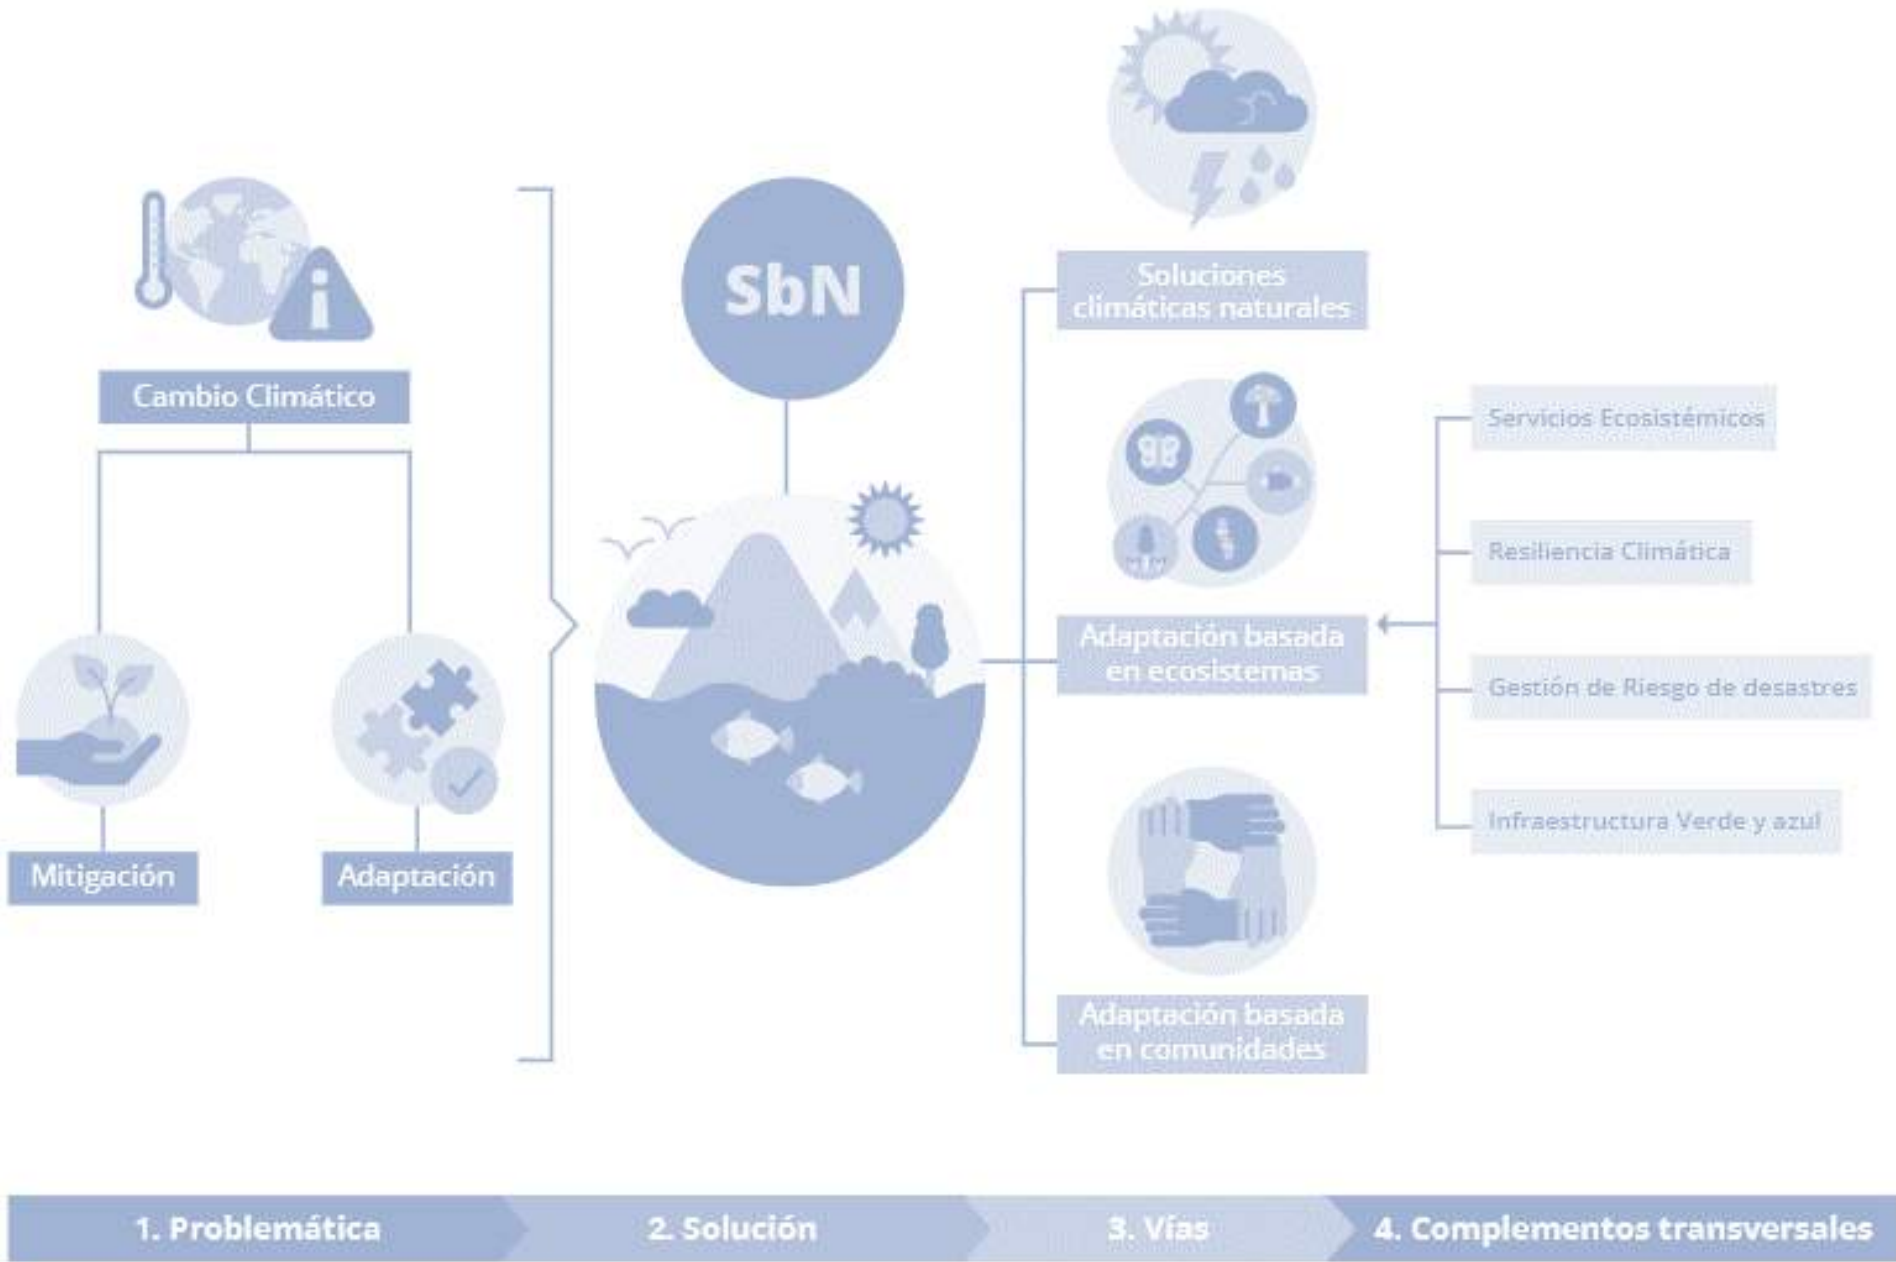 Cambio Climático
Mitigación
Adaptación
SbN
Soluciones
climáticas naturales
Adaptación basada
en ecosistemas
Adaptación basada
en comunidades
Servicios Ecosistémicos
Resiliencia Climática
Gestión de Riesgo de desastres
Infraestructura Verde y azul
1. Problemática
2. Solución
3. Vías
4. Complementos transversales